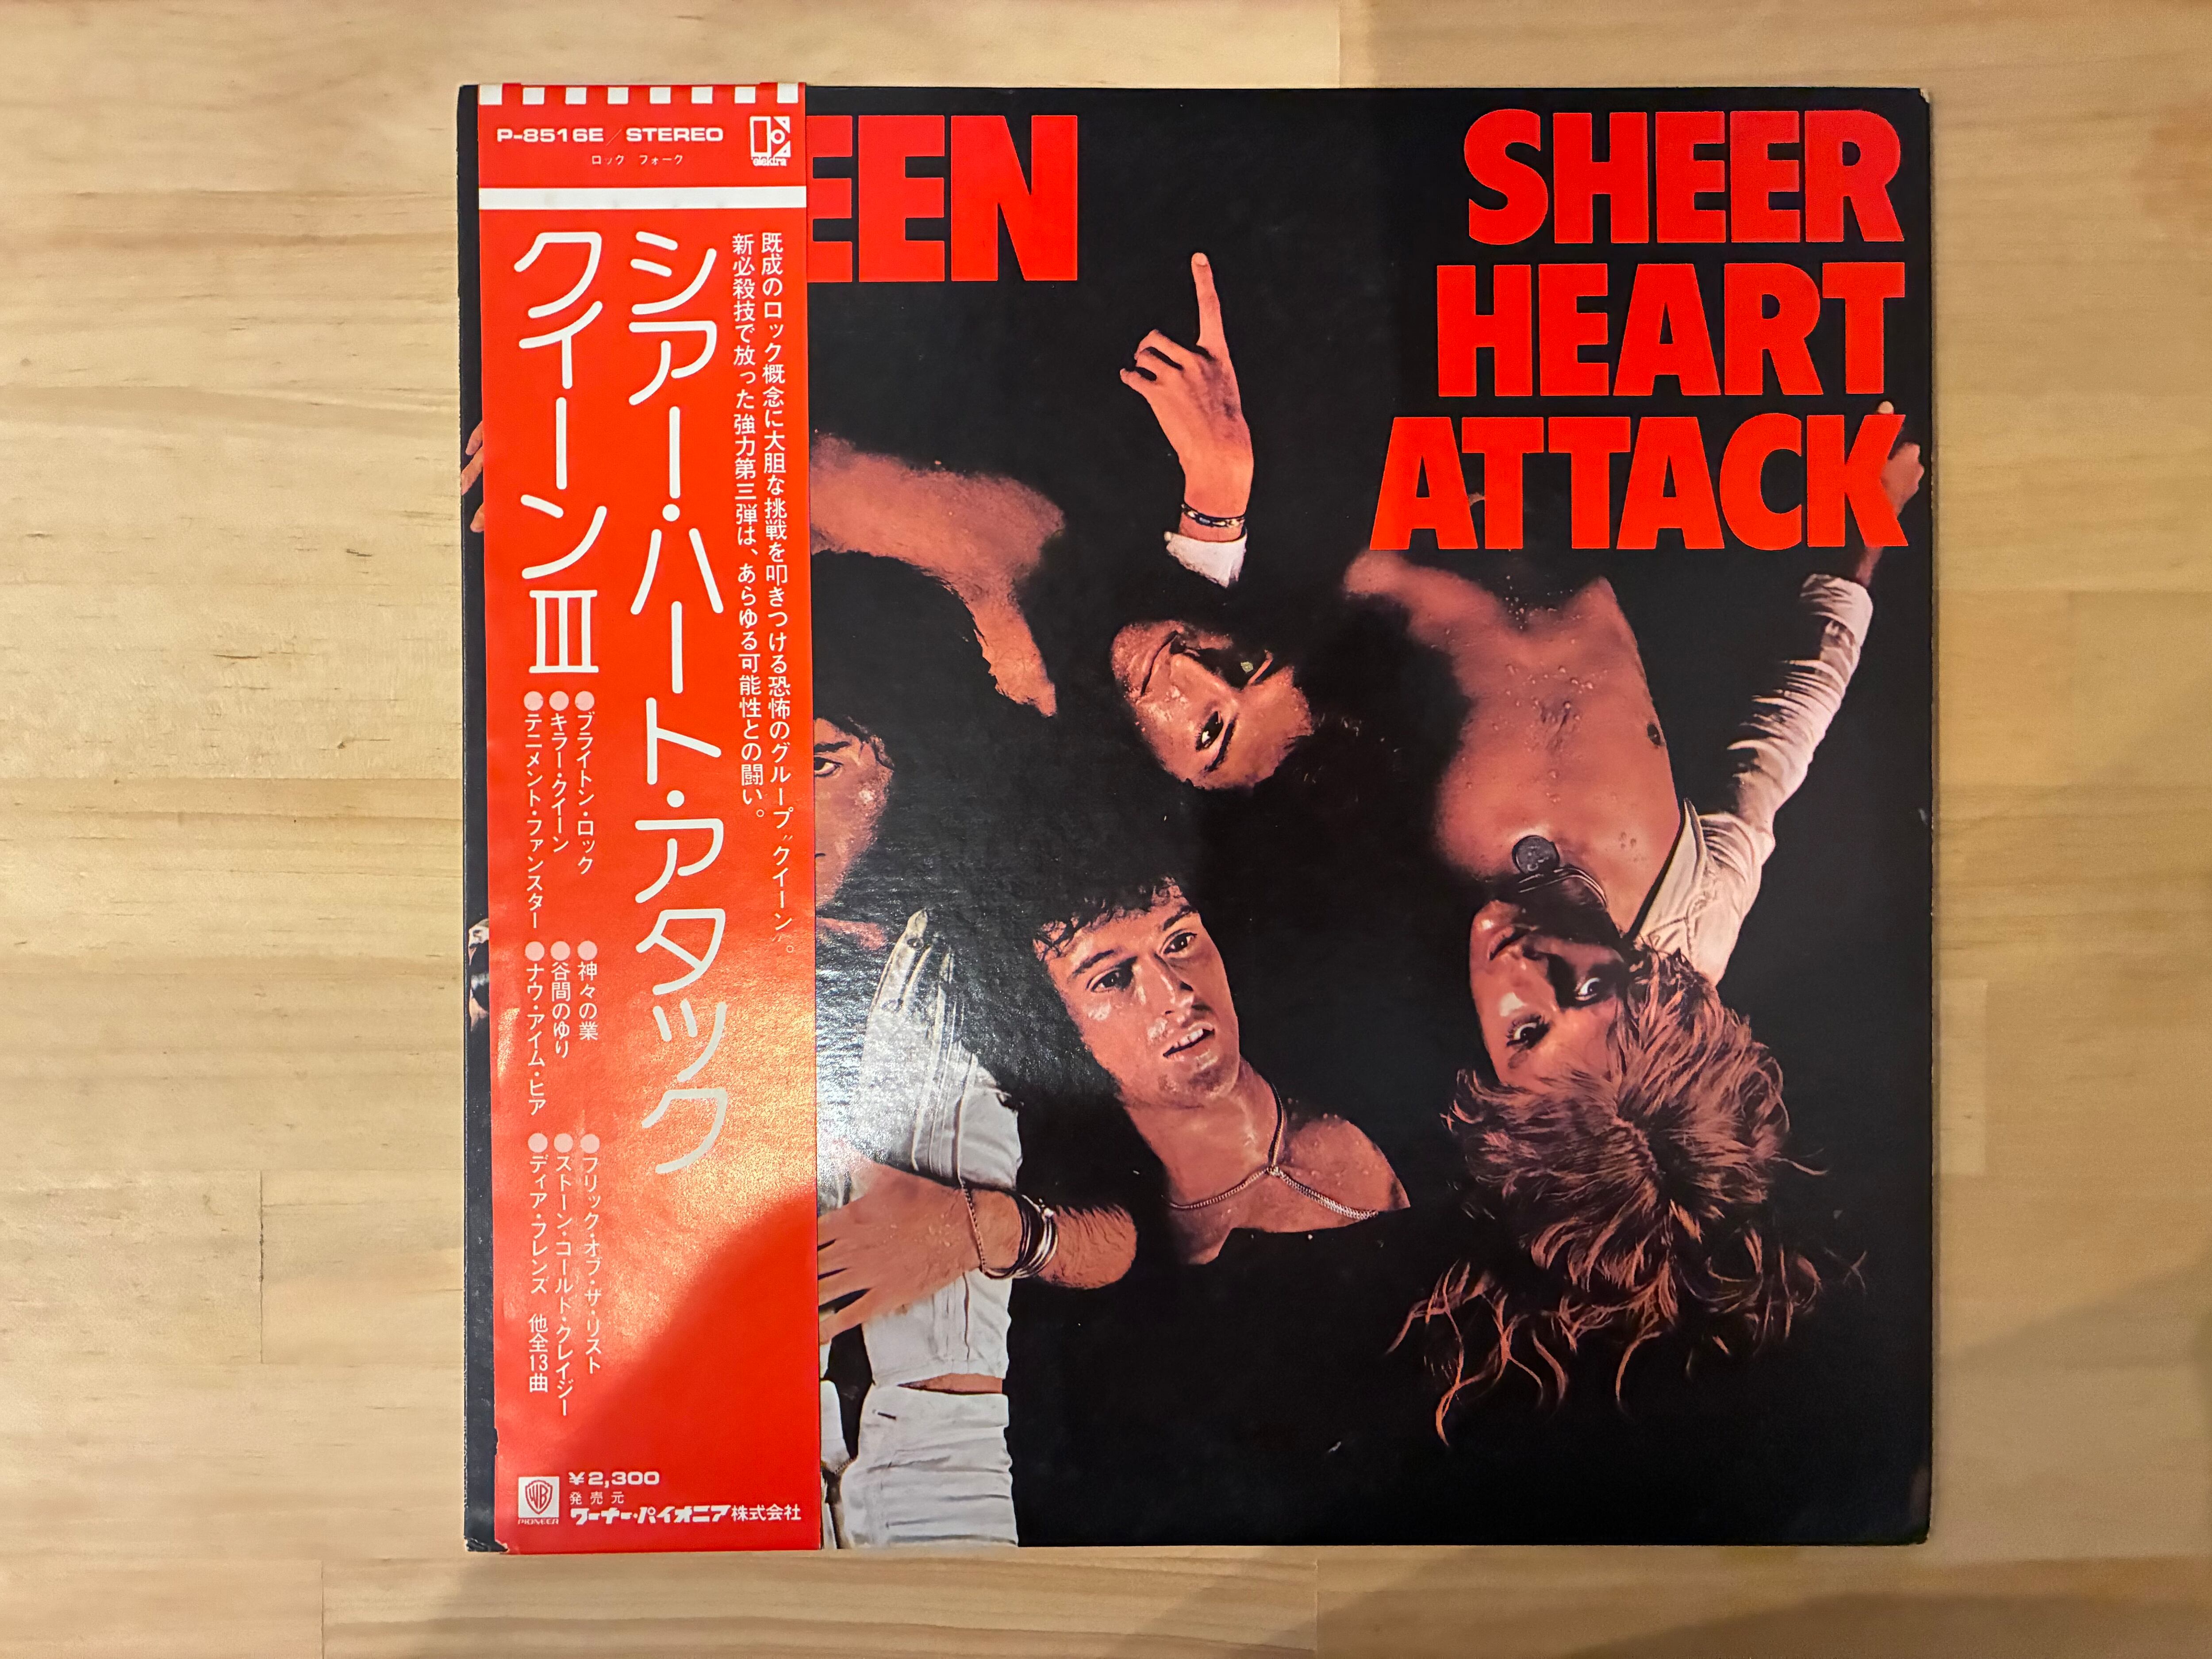 P-8516E/STEREO
ロック フォーク
elektra
EEN
SHEER
HEART
ATTACK
既成のロック概念に大胆な挑戦を叩きつける恐怖のグループ〝クイーン〟。
新必殺技で放った強力第三弾は、あらゆる可能性との闘い。
シアー・ハート・アタック
クイーンⅢ
●ブライトン・ロック
●キラー・クイーン
●テニメント・ファンスター
●神々の業
●谷間のゆり
●ナウ・アイム・ヒア
●フリック・オブ・ザ・リスト
●ストーン・コールド・クレイジー
●ディア・フレンズ 他全13曲
WB
PIONEER
¥2,300
発売元
ワーナー・パイオニア株式会社